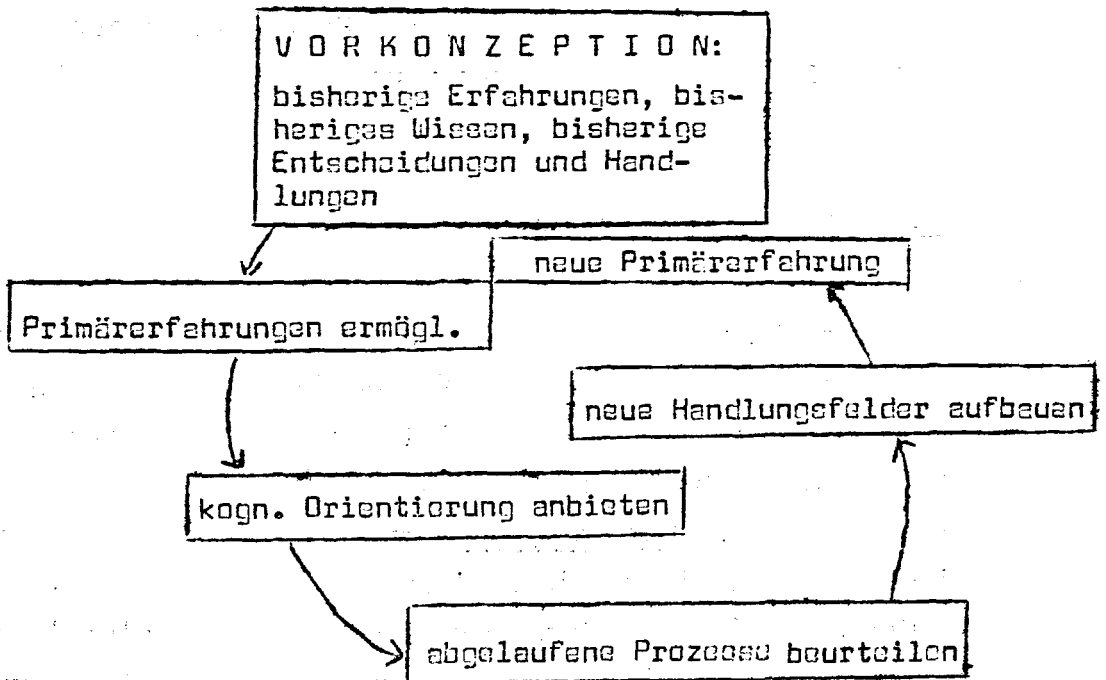 VORKONZEPTION:
bisherige Erfahrungen, bis-
heriges Wissen, bisherige
Entscheidungen und Hand-
lungen
neue Primärerfahrung
Primärerfahrungen ermögl.
neue Handlungsfelder aufbauen
kogn. Orientierung anbieten
abgelaufene Prozesse beurteilen